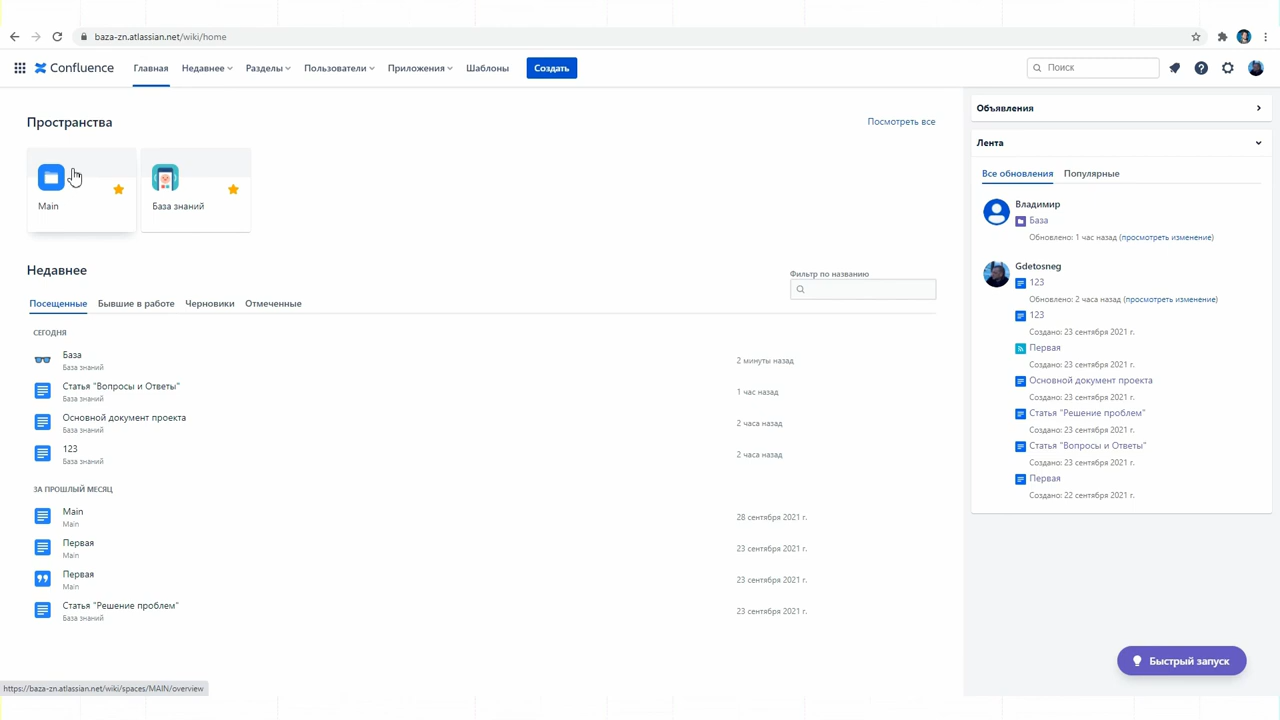 baza-zn.atlassian.net/wiki/home
Confluence Главная Недавнее Разделы Пользователи Приложения Шаблоны Создать Поиск
Пространства Посмотреть все
Main База знаний
Недавнее
Фильтр по названию
Посещенные Бывшие в работе Черновики Отмеченные
СЕГОДНЯ
База 2 минуты назад
База знаний
Статья "Вопросы и Ответы" 1 час назад
База знаний
Основной документ проекта 2 часа назад
База знаний
123 2 часа назад
База знаний
ЗА ПРОШЛЫЙ МЕСЯЦ
Main 28 сентября 2021 г.
Main
Первая 23 сентября 2021 г.
Main
Первая 23 сентября 2021 г.
Main
Статья "Решение проблем" 23 сентября 2021 г.
База знаний
Объявления
Лента
Все обновления Популярные
Владимир
База
Обновлено: 1 час назад (просмотреть изменение)
Gdetosneg
123
Обновлено: 2 часа назад (просмотреть изменение)
123
Создано: 23 сентября 2021 г.
Первая
Создано: 23 сентября 2021 г.
Основной документ проекта
Создано: 23 сентября 2021 г.
Статья "Решение проблем"
Создано: 23 сентября 2021 г.
Статья "Вопросы и Ответы"
Создано: 23 сентября 2021 г.
Первая
Создано: 22 сентября 2021 г.
Быстрый запуск
https://baza-zn.atlassian.net/wiki/spaces/MAIN/overview